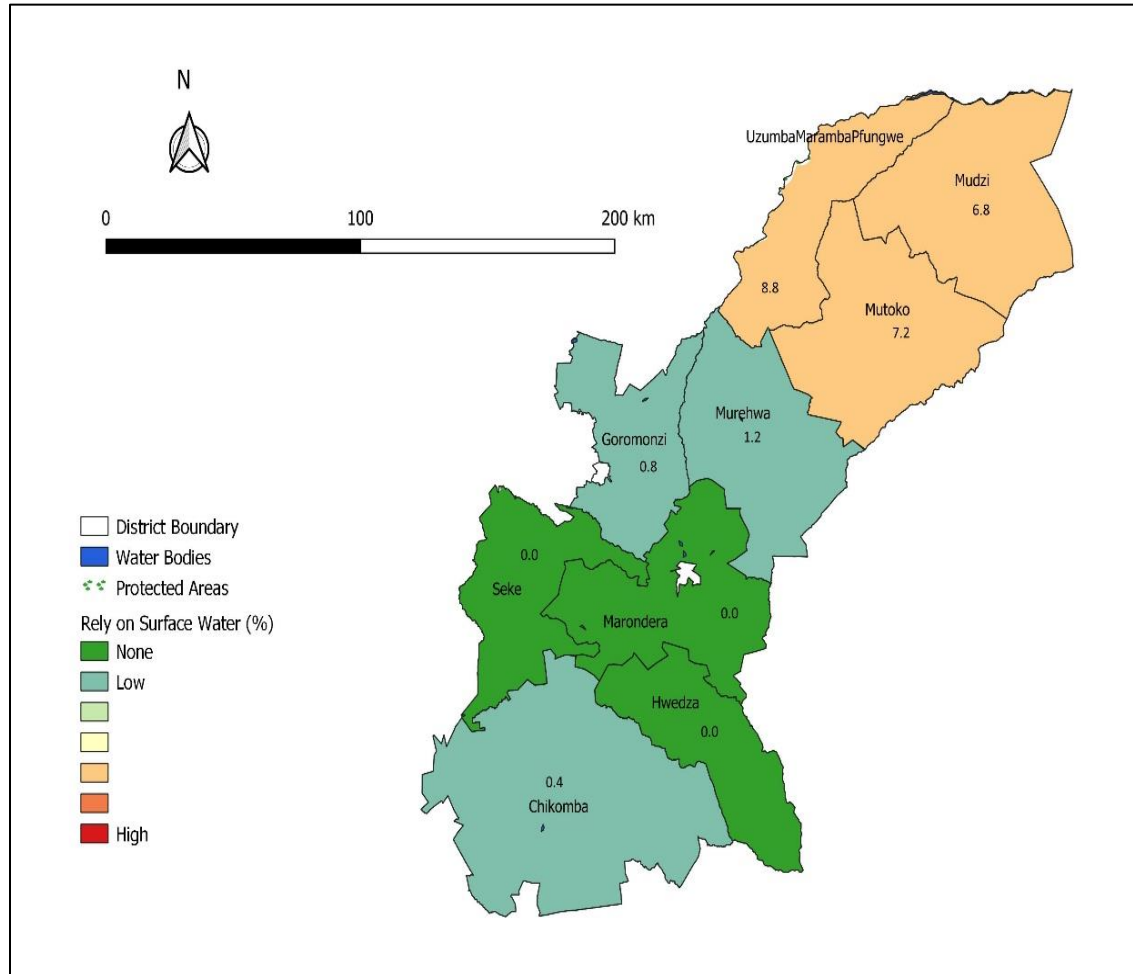 N
0 100 200 km
UzumbaMarambaPfungwe
Mudzi
6.8
8.8
Mutoko
7.2
Murehwa
1.2
Goromonzi
0.8
0.0
Seke
Marondera
0.0
Hwedza
0.0
0.4
Chikomba
District Boundary
Water Bodies
Protected Areas
Rely on Surface Water (%)
None
Low
High